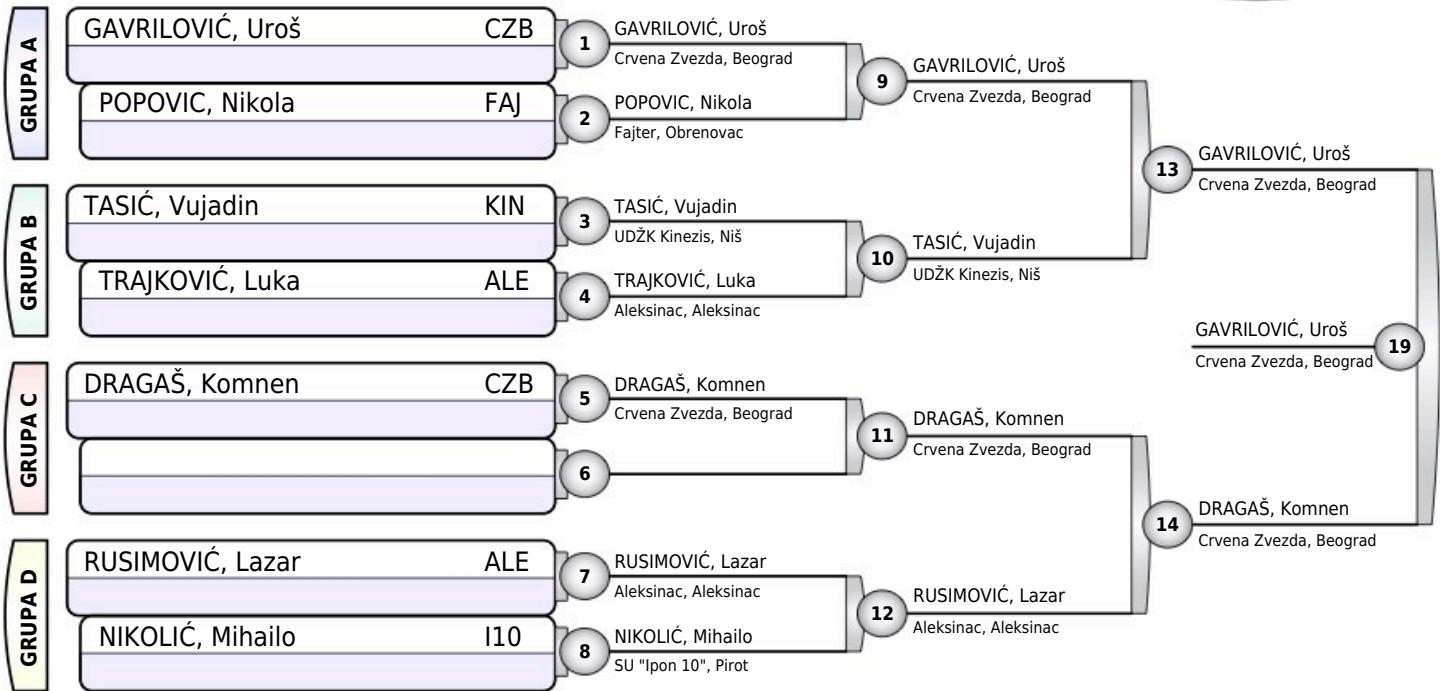 GRUPA A
GAVRILOVIĆ, Uroš CZB
POPOVIC, Nikola FAJ
1
GAVRILOVIĆ, Uroš
Crvena Zvezda, Beograd
2
POPOVIC, Nikola
Fajter, Obrenovac
9
GAVRILOVIĆ, Uroš
Crvena Zvezda, Beograd
GRUPA B
TASIĆ, Vujadin KIN
TRAJKOVIĆ, Luka ALE
3
TASIĆ, Vujadin
UDŽK Kinezis, Niš
4
TRAJKOVIĆ, Luka
Aleksinac, Aleksinac
10
TASIĆ, Vujadin
UDŽK Kinezis, Niš
13
GAVRILOVIĆ, Uroš
Crvena Zvezda, Beograd
GRUPA C
DRAGAŠ, Komnen CZB
5
DRAGAŠ, Komnen
Crvena Zvezda, Beograd
6
11
DRAGAŠ, Komnen
Crvena Zvezda, Beograd
GRUPA D
RUSIMOVIĆ, Lazar ALE
NIKOLIĆ, Mihailo I10
7
RUSIMOVIĆ, Lazar
Aleksinac, Aleksinac
8
NIKOLIĆ, Mihailo
SU "Ipon 10", Pirot
12
RUSIMOVIĆ, Lazar
Aleksinac, Aleksinac
14
DRAGAŠ, Komnen
Crvena Zvezda, Beograd
GAVRILOVIĆ, Uroš
Crvena Zvezda, Beograd
19